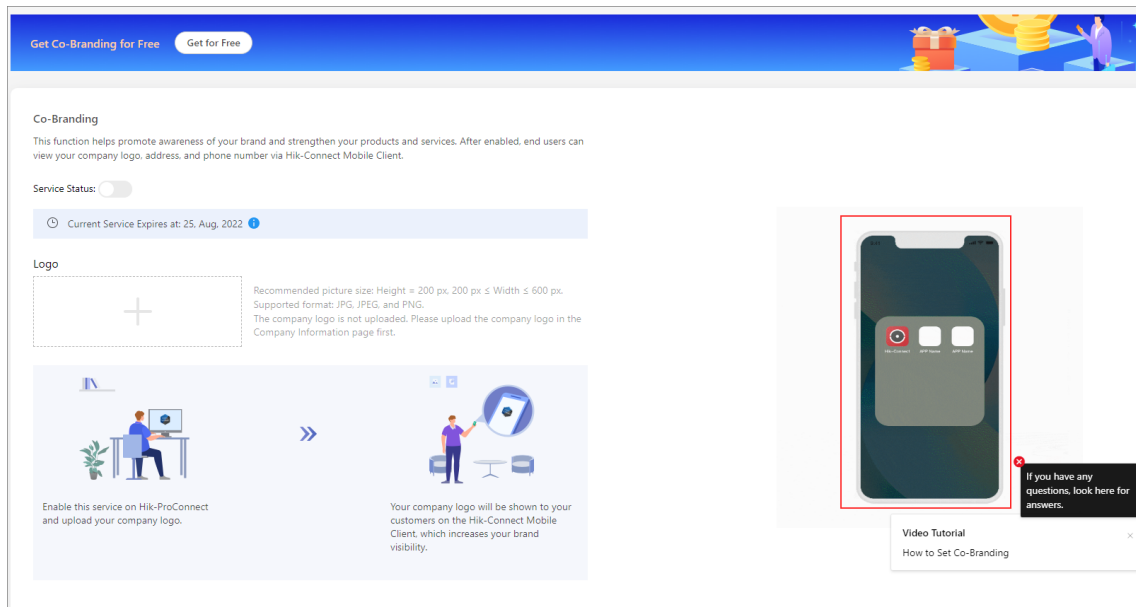 Get Co-Branding for Free
Get for Free
Co-Branding
This function helps promote awareness of your brand and strengthen your products and services. After enabled, end users can
view your company logo, address, and phone number via Hik-Connect Mobile Client.
Service Status:
Current Service Expires at: 25, Aug, 2022
Logo
Recommended picture size: Height = 200 px, 200 px ≤ Width ≤ 600 px.
Supported format: JPG, JPEG, and PNG.
The company logo is not uploaded. Please upload the company logo in the
Company Information page first.
Enable this service on Hik-ProConnect
and upload your company logo.
Your company logo will be shown to your
customers on the Hik-Connect Mobile
Client, which increases your brand
visibility.
Hik-Connect
APP Name
APP Name
If you have any
questions, look here for
answers.
Video Tutorial
How to Set Co-Branding